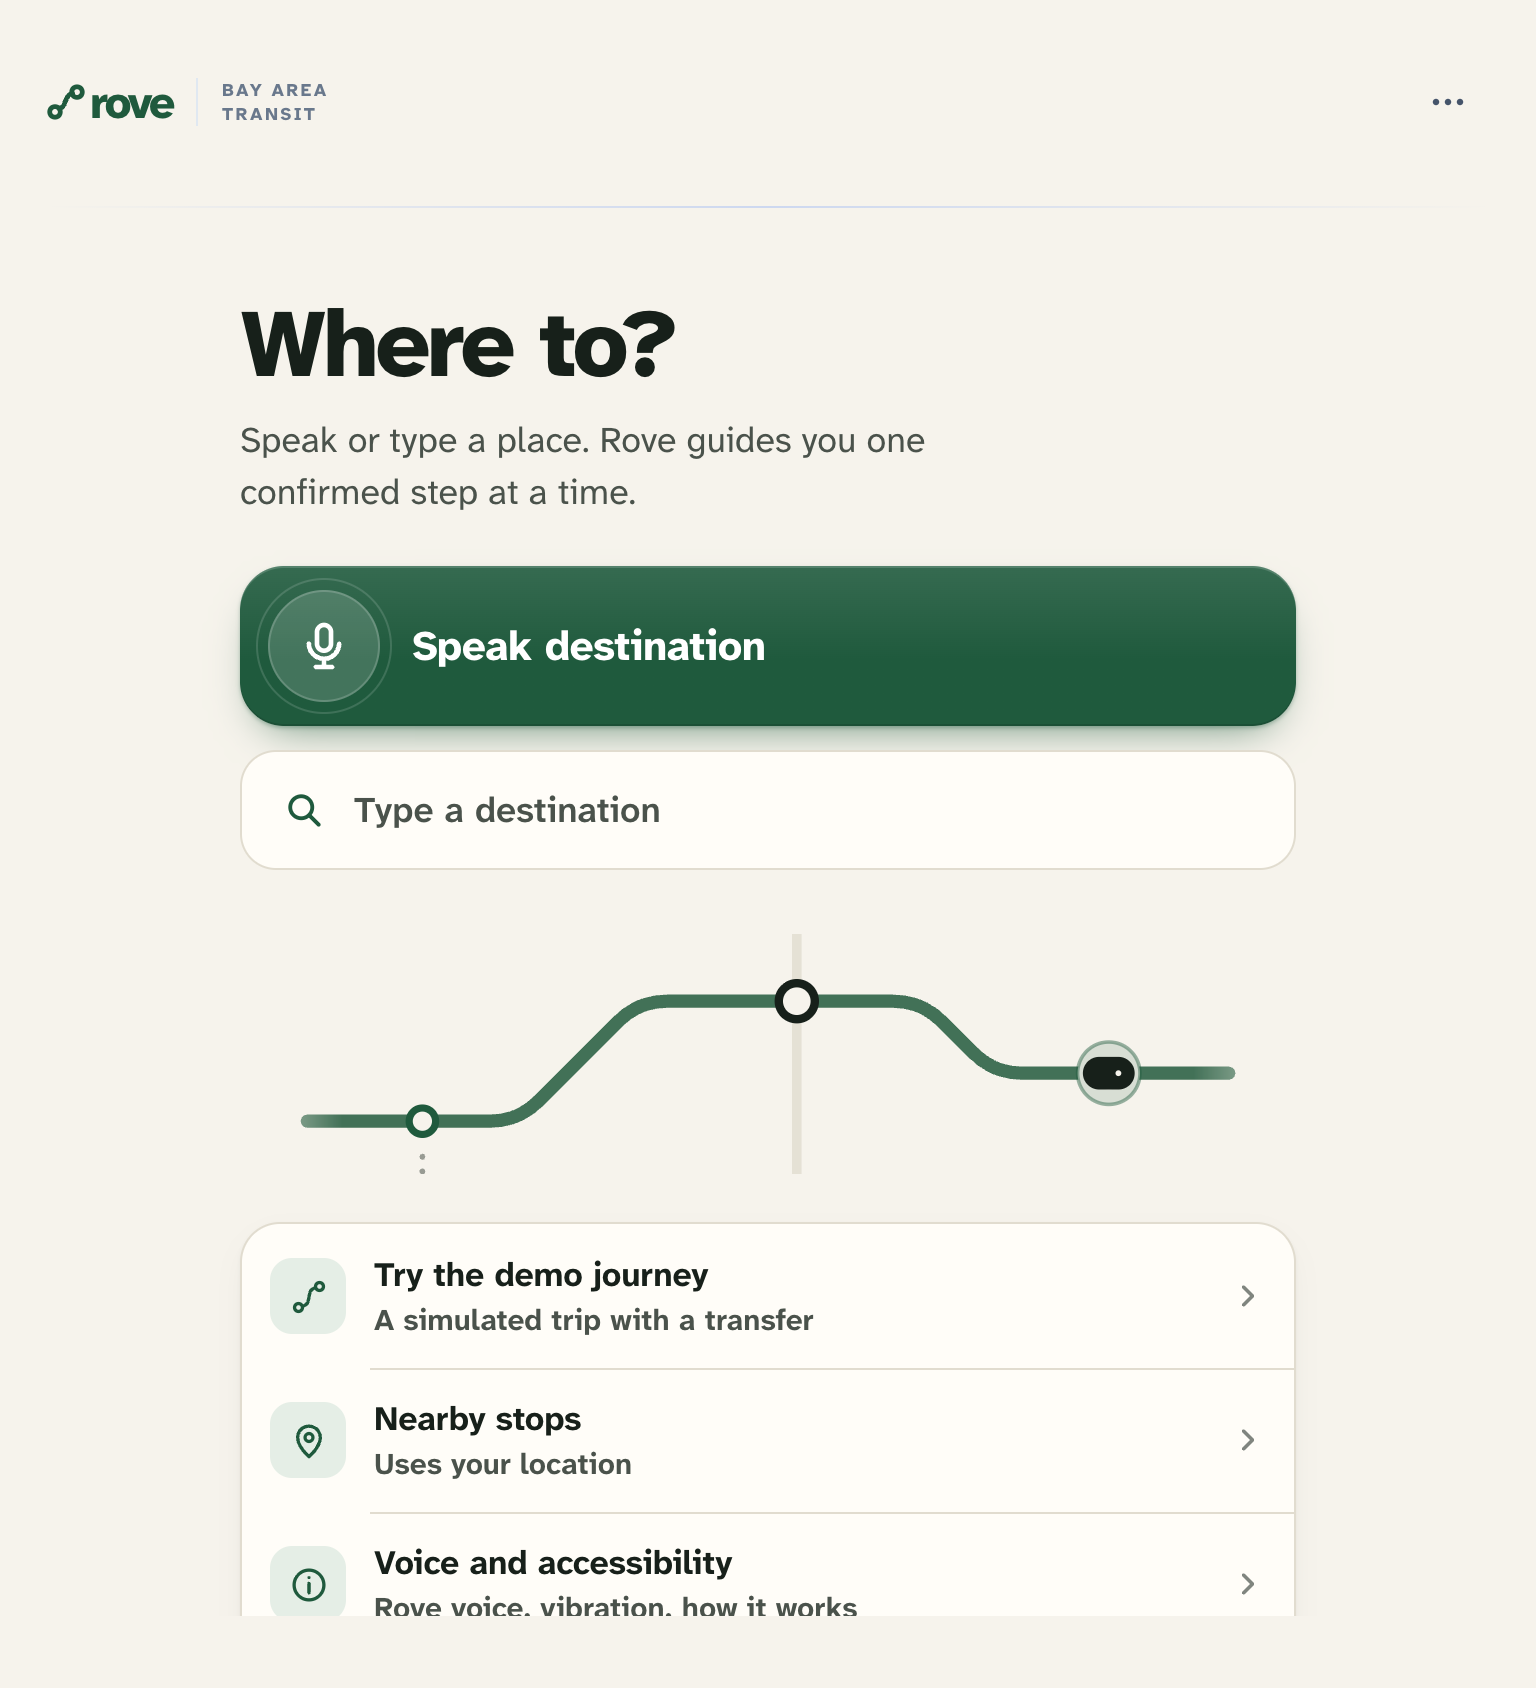 rove
BAY AREA
TRANSIT
Where to?
Speak or type a place. Rove guides you one
confirmed step at a time.
Speak destination
Type a destination
Try the demo journey
A simulated trip with a transfer
Nearby stops
Uses your location
Voice and accessibility
Rove voice, vibration, how it works